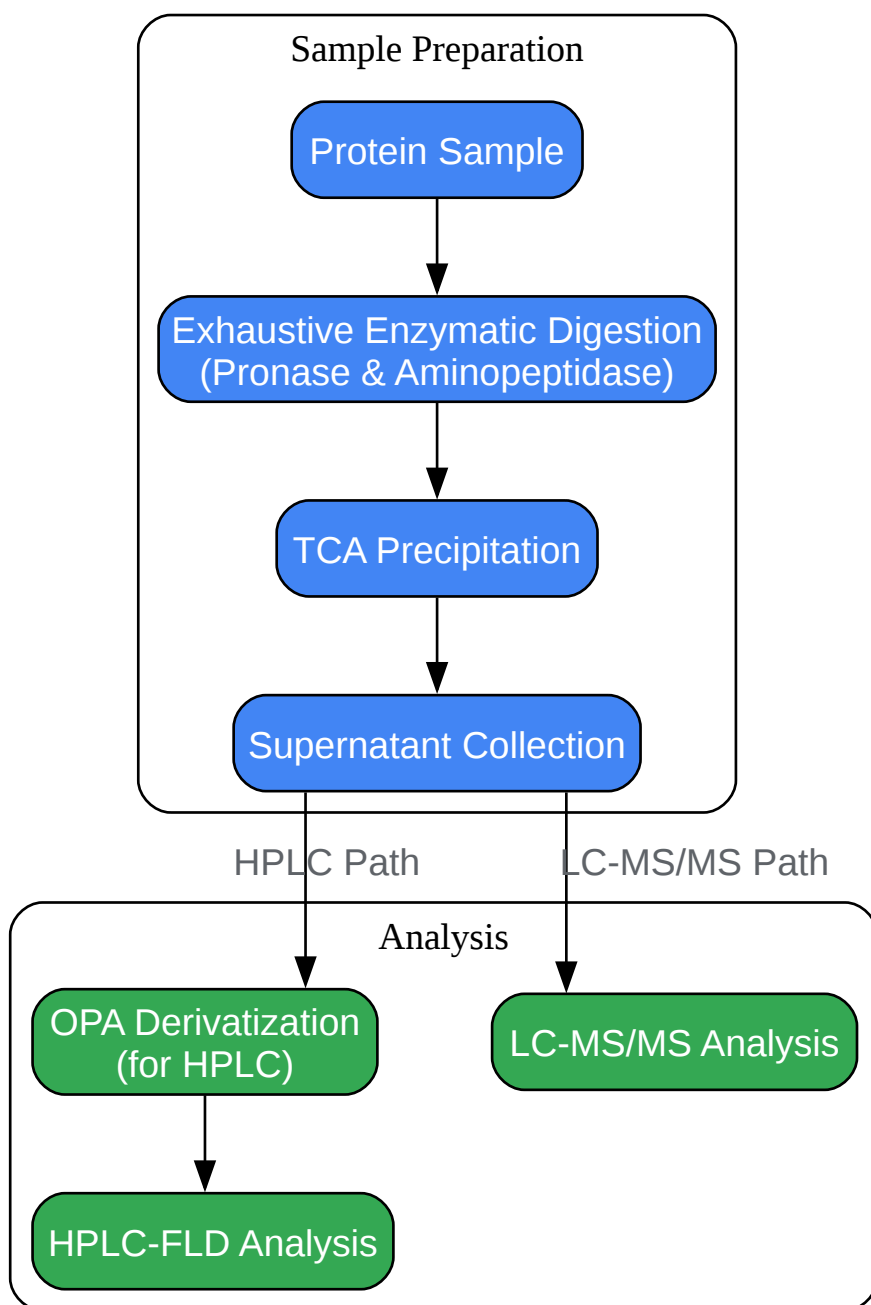 Sample Preparation
Protein Sample
Exhaustive Enzymatic Digestion
(Pronase & Aminopeptidase)
TCA Precipitation
Supernatant Collection
HPLC Path
LC-MS/MS Path
Analysis
OPA Derivatization
(for HPLC)
LC-MS/MS Analysis
HPLC-FLD Analysis